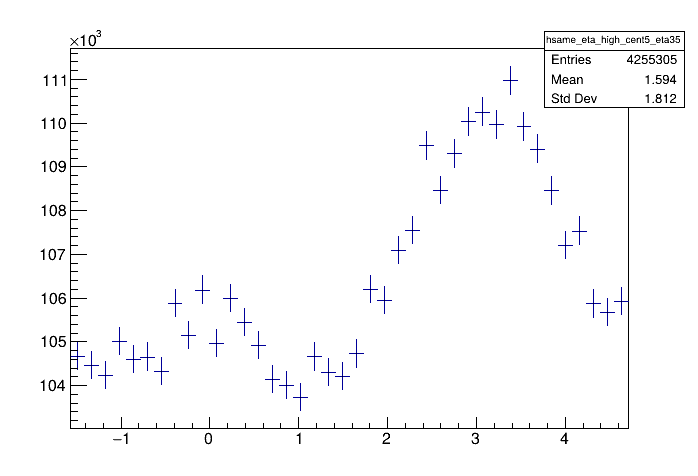 ×10³
hsame_eta_high_cent5_eta35
Entries 4255305
Mean 1.594
Std Dev 1.812
111
110
109
108
107
106
105
104
−1 0 1 2 3 4